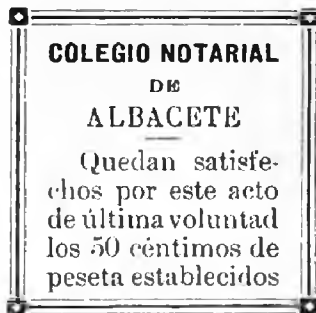 COLEGIO NOTARIAL
DE
ALBACETE
Quedan satisfe-
chos por este acto
de última voluntad
los 50 céntimos de
peseta establecidos